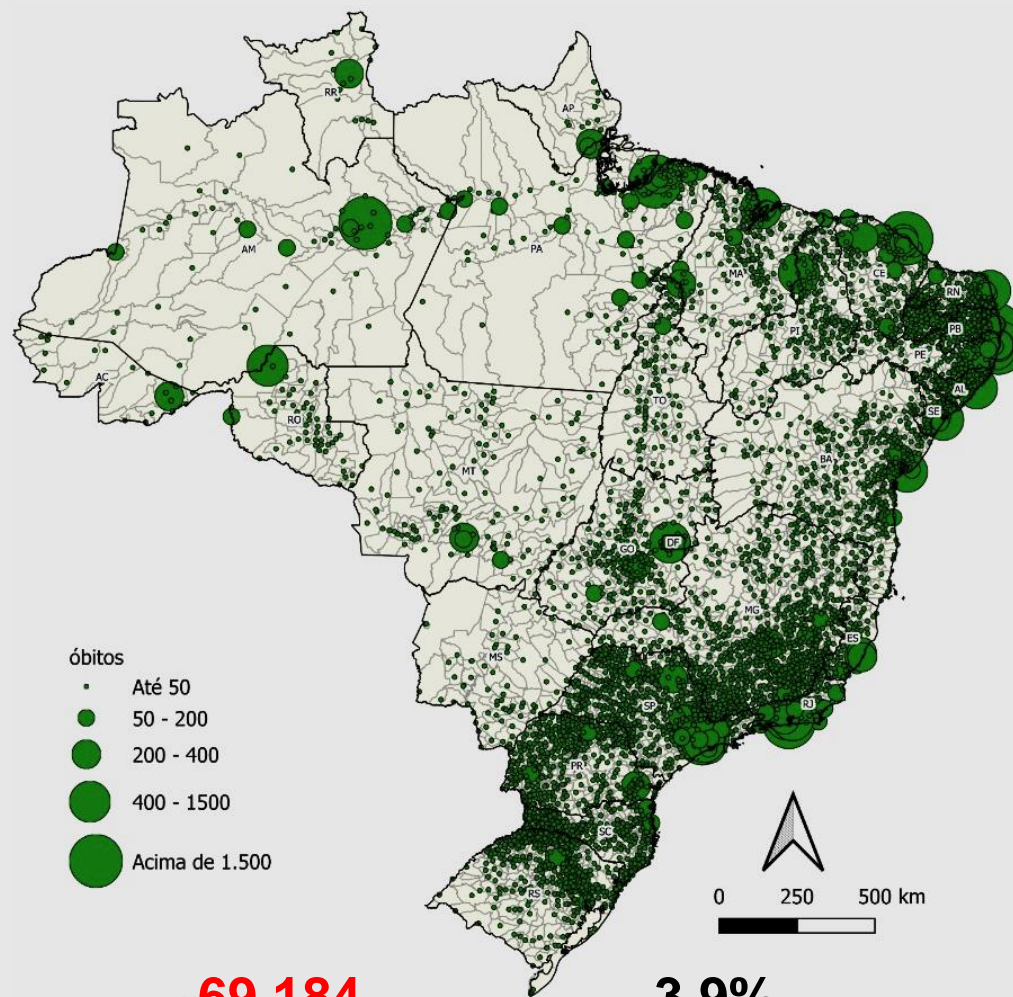 RR
AP
AM
PA
MA
CE
RN
PI
PB
PE
AC
AL
TO
SE
RO
BA
MT
DF
GO
MG
ES
MS
óbitos
Até 50
RJ
SP
50 - 200
200 - 400
PR
400 - 1500
SC
Acima de 1.500
RS
0 250 500 km
69.184 3,9%